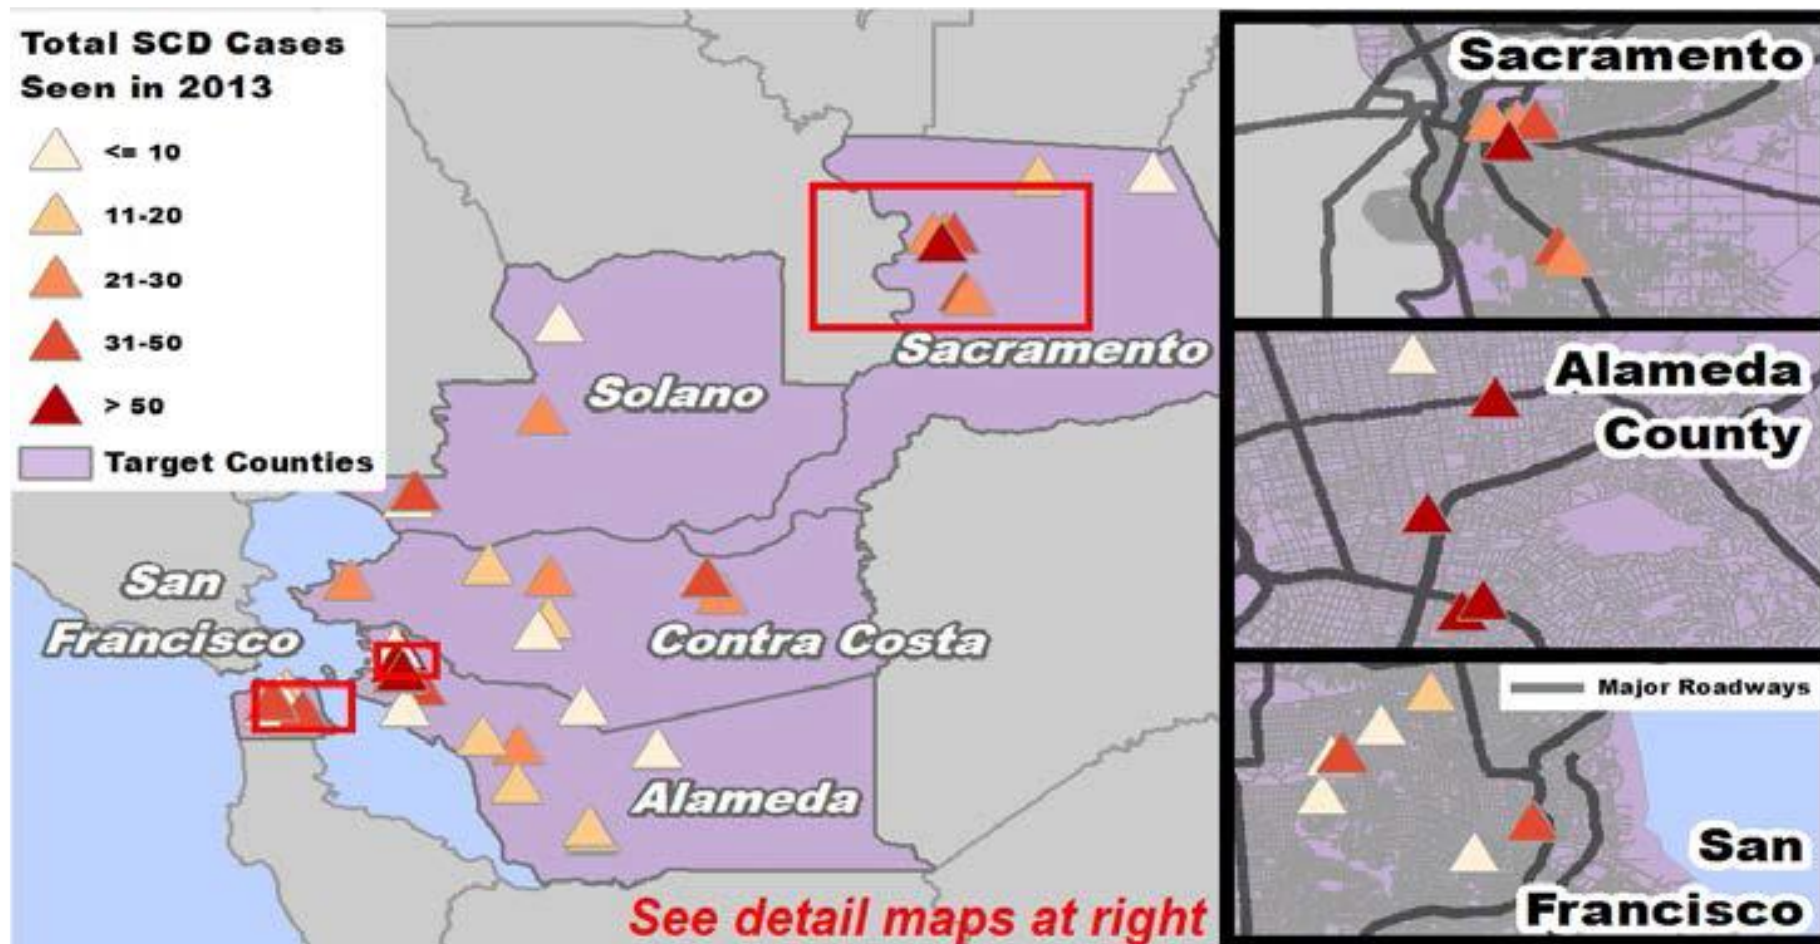 Total SCD Cases
Seen in 2013
<= 10
11-20
21-30
31-50
> 50
Target Counties
Sacramento
Solano
San
Francisco
Contra Costa
Alameda
See detail maps at right
Sacramento
Alameda
County
Major Roadways
San
Francisco